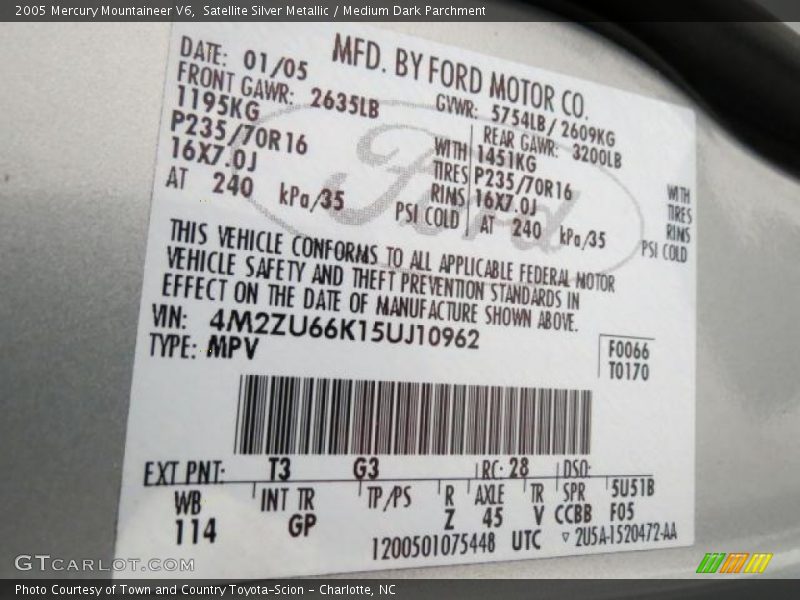 2005 Mercury Mountaineer V6,  Satellite Silver Metallic / Medium Dark Parchment
DATE: 01/05
MFD. BY FORD MOTOR CO.
FRONT GAWR: 2635LB
GVWR: 5754LB/ 2609KG
1195KG WITH
REAR GAWR: 3200LB
P235/70R16 TIRES
1451KG WITH
16X7.0J RINS
P235/70R16 TIRES
AT 240 kPa/35 PSI COLD
16X7.0J RINS
AT 240 kPa/35 PSI COLD
Ford
THIS VEHICLE CONFORMS TO ALL APPLICABLE FEDERAL MOTOR
VEHICLE SAFETY AND THEFT PREVENTION STANDARDS IN
EFFECT ON THE DATE OF MANUFACTURE SHOWN ABOVE.
VIN: 4M2ZU66K15UJ10962
TYPE: MPV
F0066
T0170
EXT PNT: T3 G3 RC: 28 DSO:
WB INT TR TP/PS R AXLE TR SPR 5U51B
114 GP Z 45 V CCBB F05
1200501075448 UTC ▽ 2U5A-1520472-AA
GTCARLOT.COM
Photo Courtesy of Town and Country Toyota-Scion - Charlotte, NC